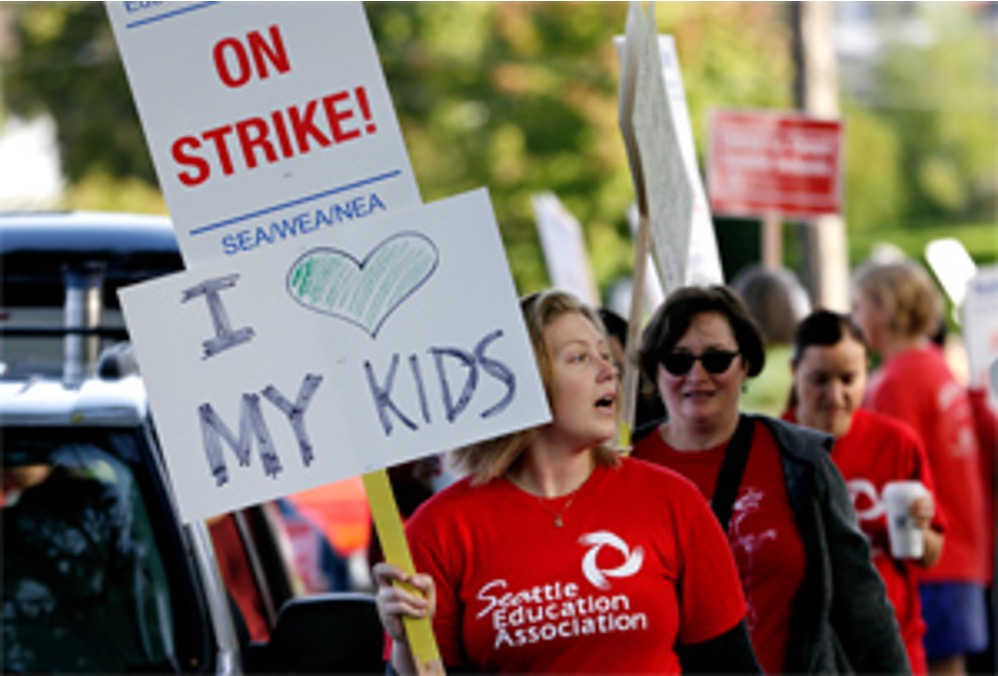 ON
STRIKE!
SEA/WEA/NEA
I
MY KIDS
Seattle
Education
Association